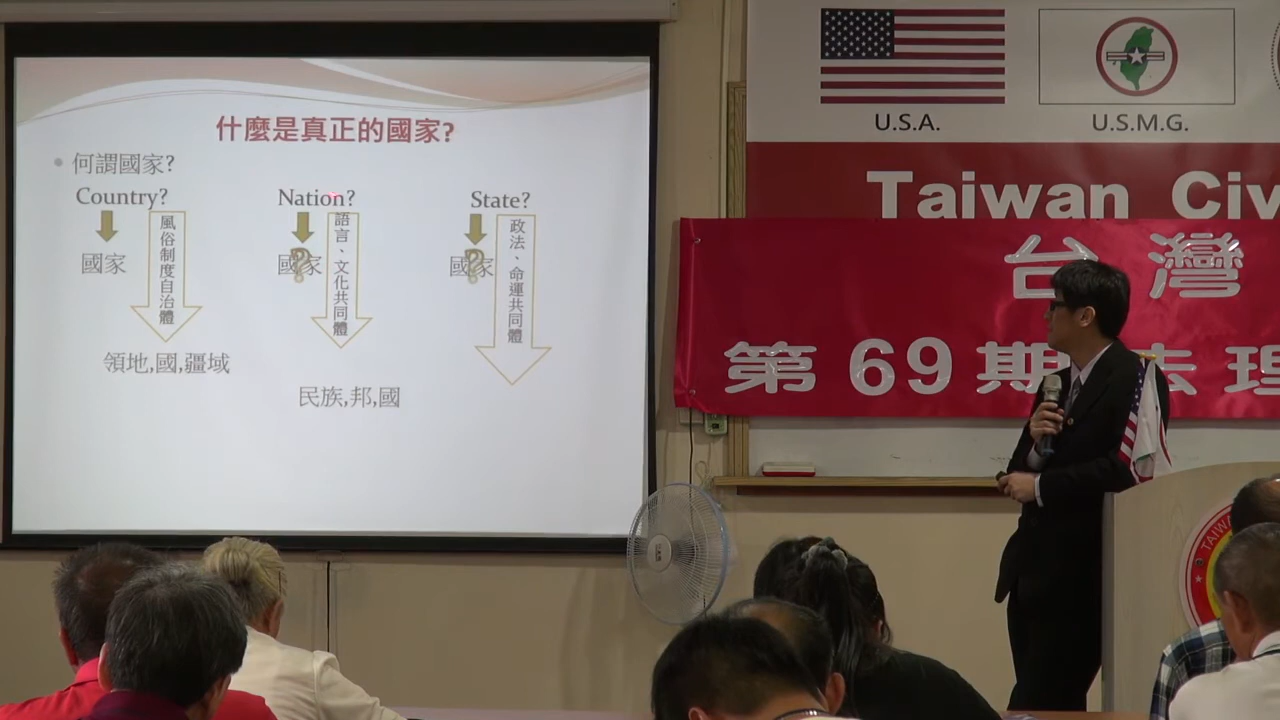 什麼是真正的國家?
何謂國家?
Country?
Nation?
State?
國家
風俗制度自治體
國家
?
語言、文化共同體
國家
?
政法、命運共同體
領地,國,疆域
民族,邦,國
U.S.A.
U.S.M.G.
Taiwan Civ
台灣
第69期法理
TAIWA